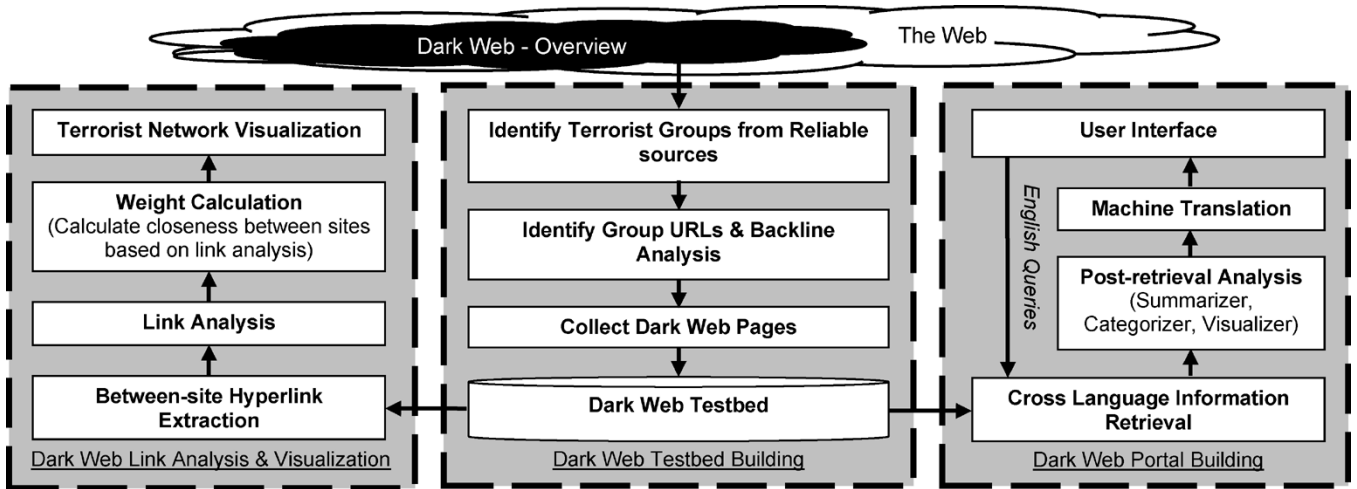 Dark Web - Overview
The Web
Terrorist Network Visualization
Weight Calculation
(Calculate closeness between sites
based on link analysis)
Link Analysis
Between-site Hyperlink
Extraction
Dark Web Link Analysis & Visualization
Identify Terrorist Groups from Reliable
sources
Identify Group URLs & Backline
Analysis
Collect Dark Web Pages
Dark Web Testbed
Dark Web Testbed Building
User Interface
English Queries
Machine Translation
Post-retrieval Analysis
(Summarizer,
Categorizer, Visualizer)
Cross Language Information
Retrieval
Dark Web Portal Building